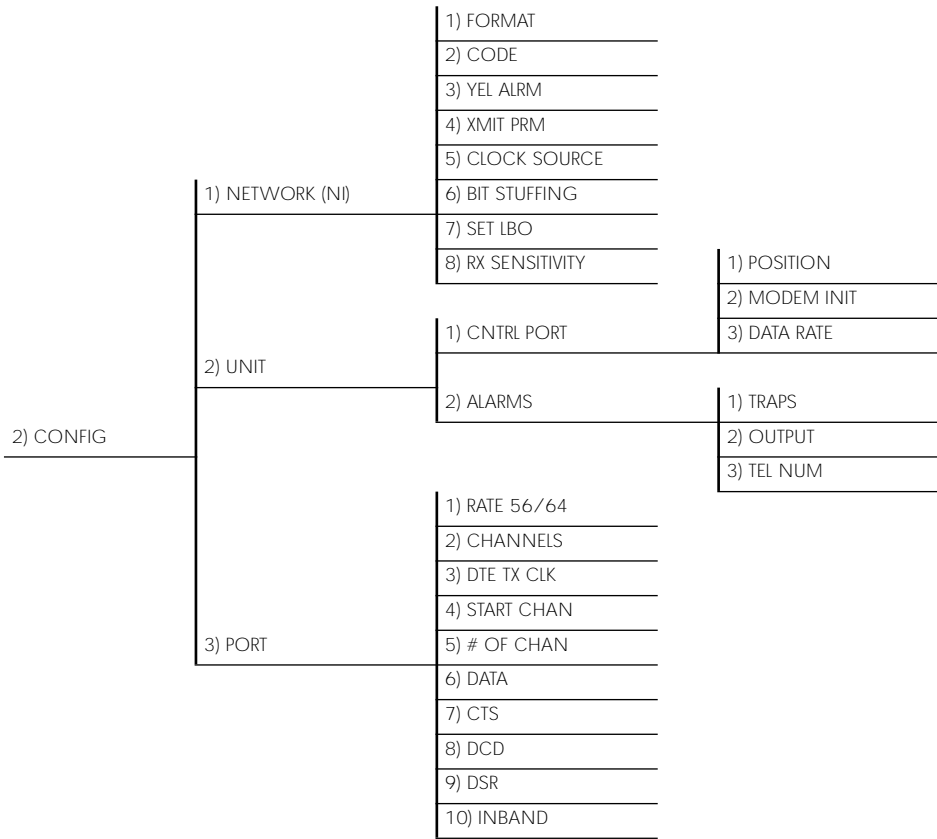 2) CONFIG
1) NETWORK (NI)
1) FORMAT
2) CODE
3) YEL ALRM
4) XMIT PRM
5) CLOCK SOURCE
6) BIT STUFFING
7) SET LBO
8) RX SENSITIVITY
2) UNIT
1) CNTRL PORT
1) POSITION
2) MODEM INIT
3) DATA RATE
2) ALARMS
1) TRAPS
2) OUTPUT
3) TEL NUM
3) PORT
1) RATE 56/64
2) CHANNELS
3) DTE TX CLK
4) START CHAN
5) # OF CHAN
6) DATA
7) CTS
8) DCD
9) DSR
10) INBAND